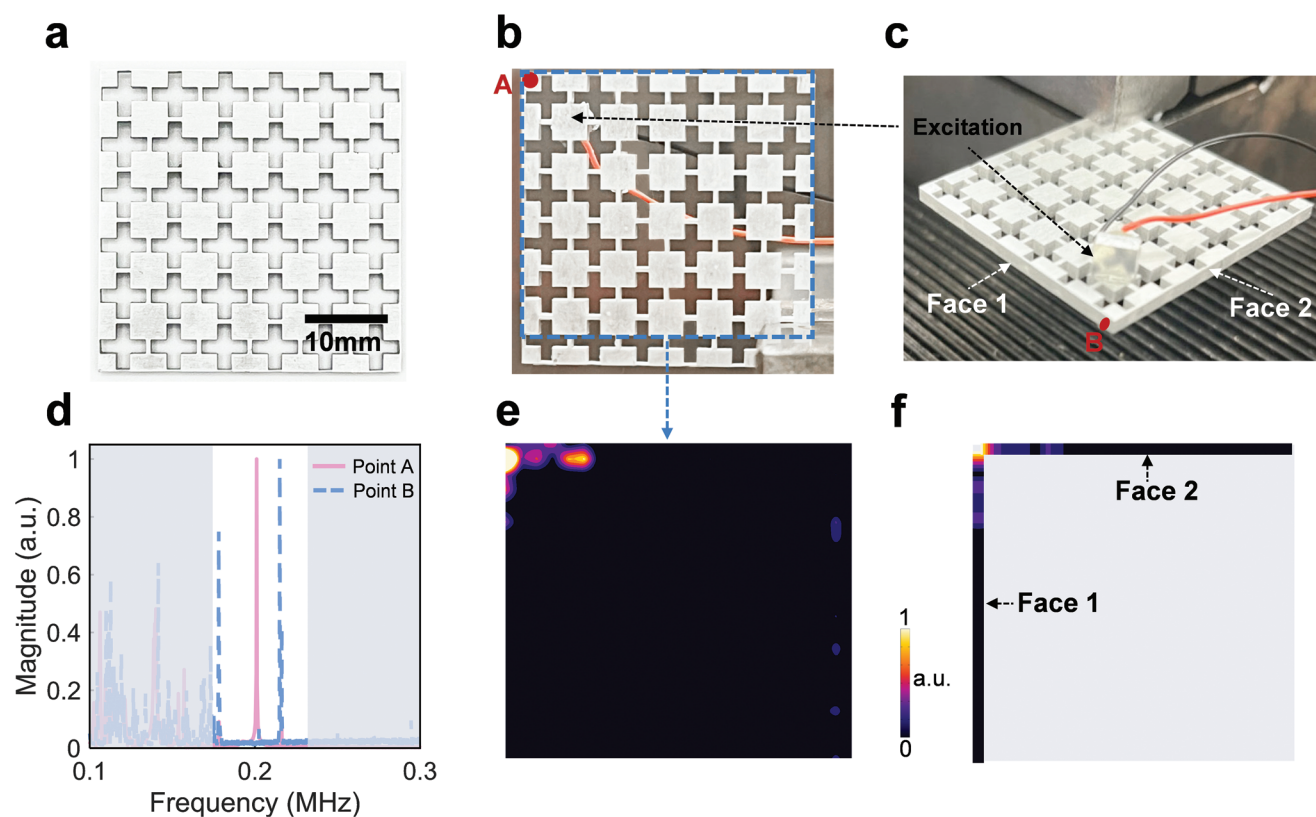 a
b
c
A
Excitation
10mm
Face 1
Face 2
B
d
e
f
Point A
Point B
1
0.8
0.6
0.4
0.2
0
Magnitude (a.u.)
0.1
0.2
0.3
Frequency (MHz)
Face 2
Face 1
1
a.u.
0